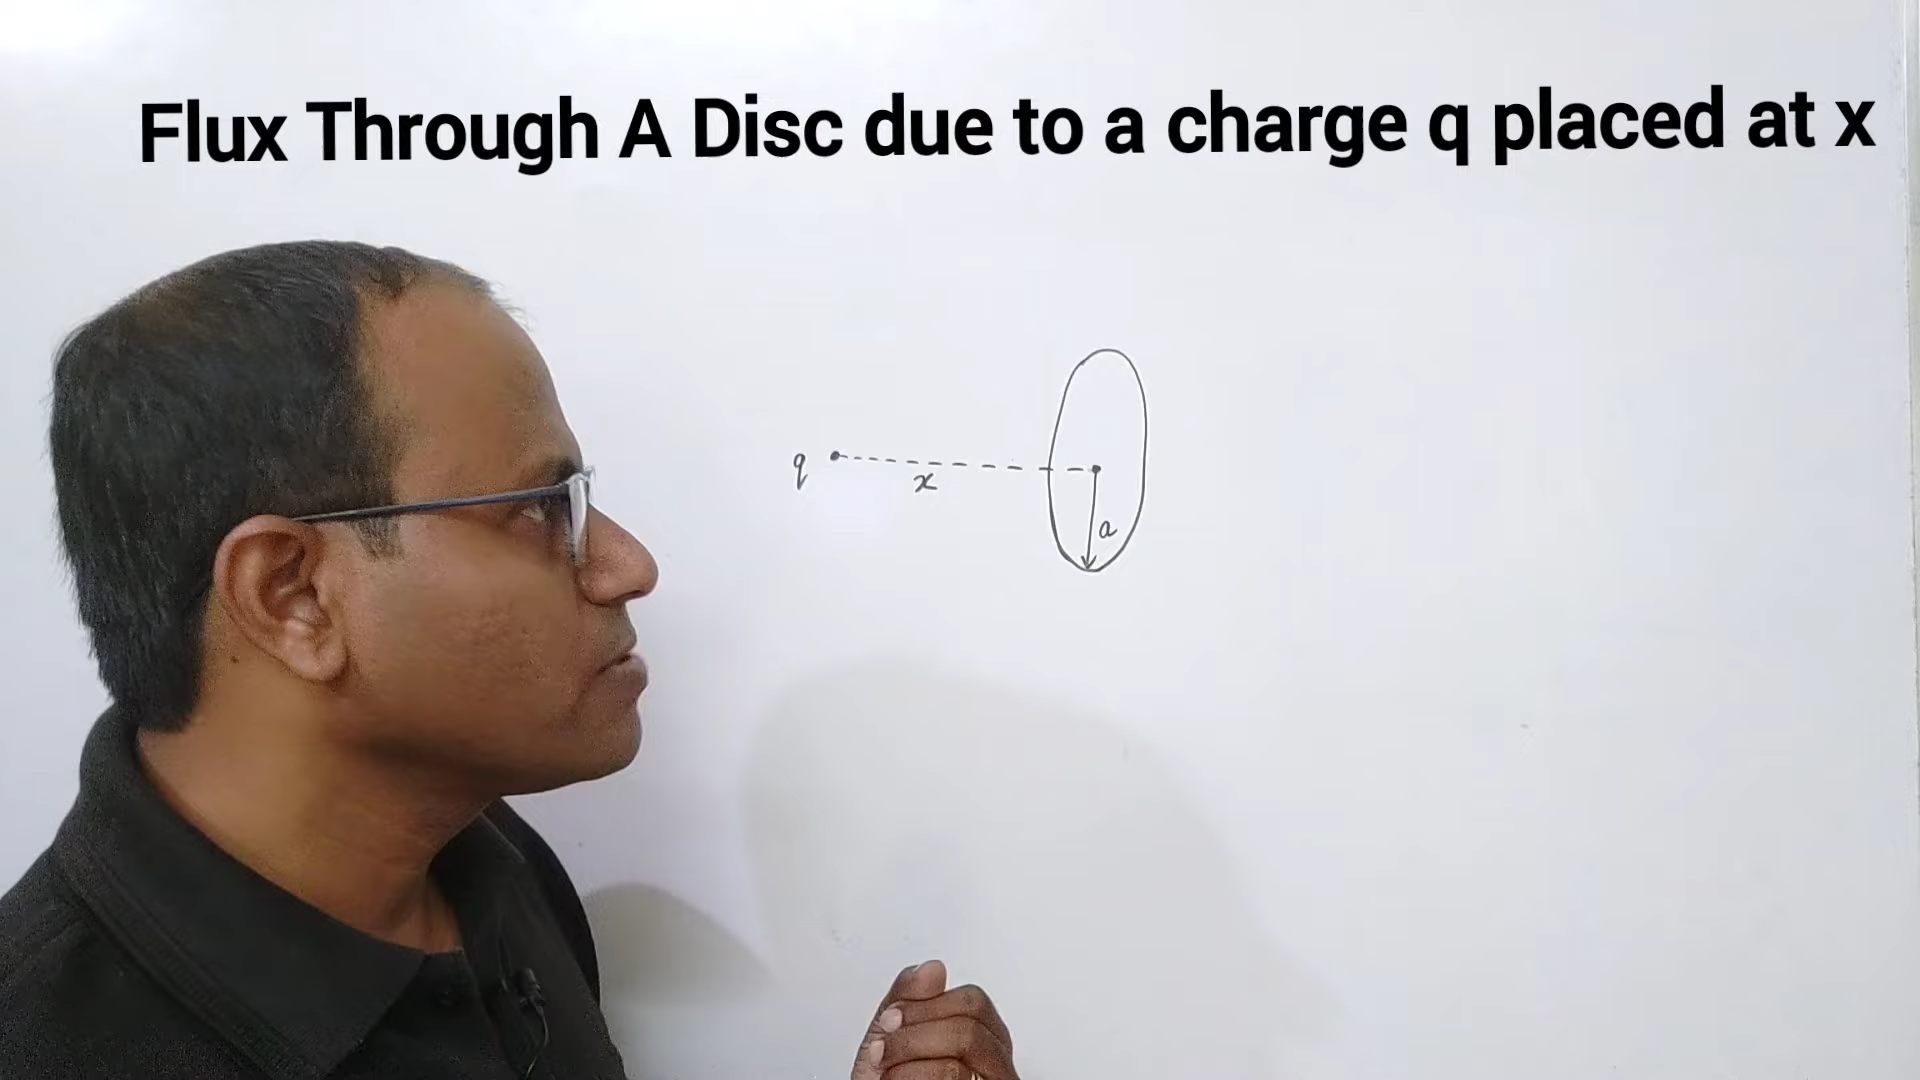 Flux Through A Disc due to a charge q placed at x
q
x
a